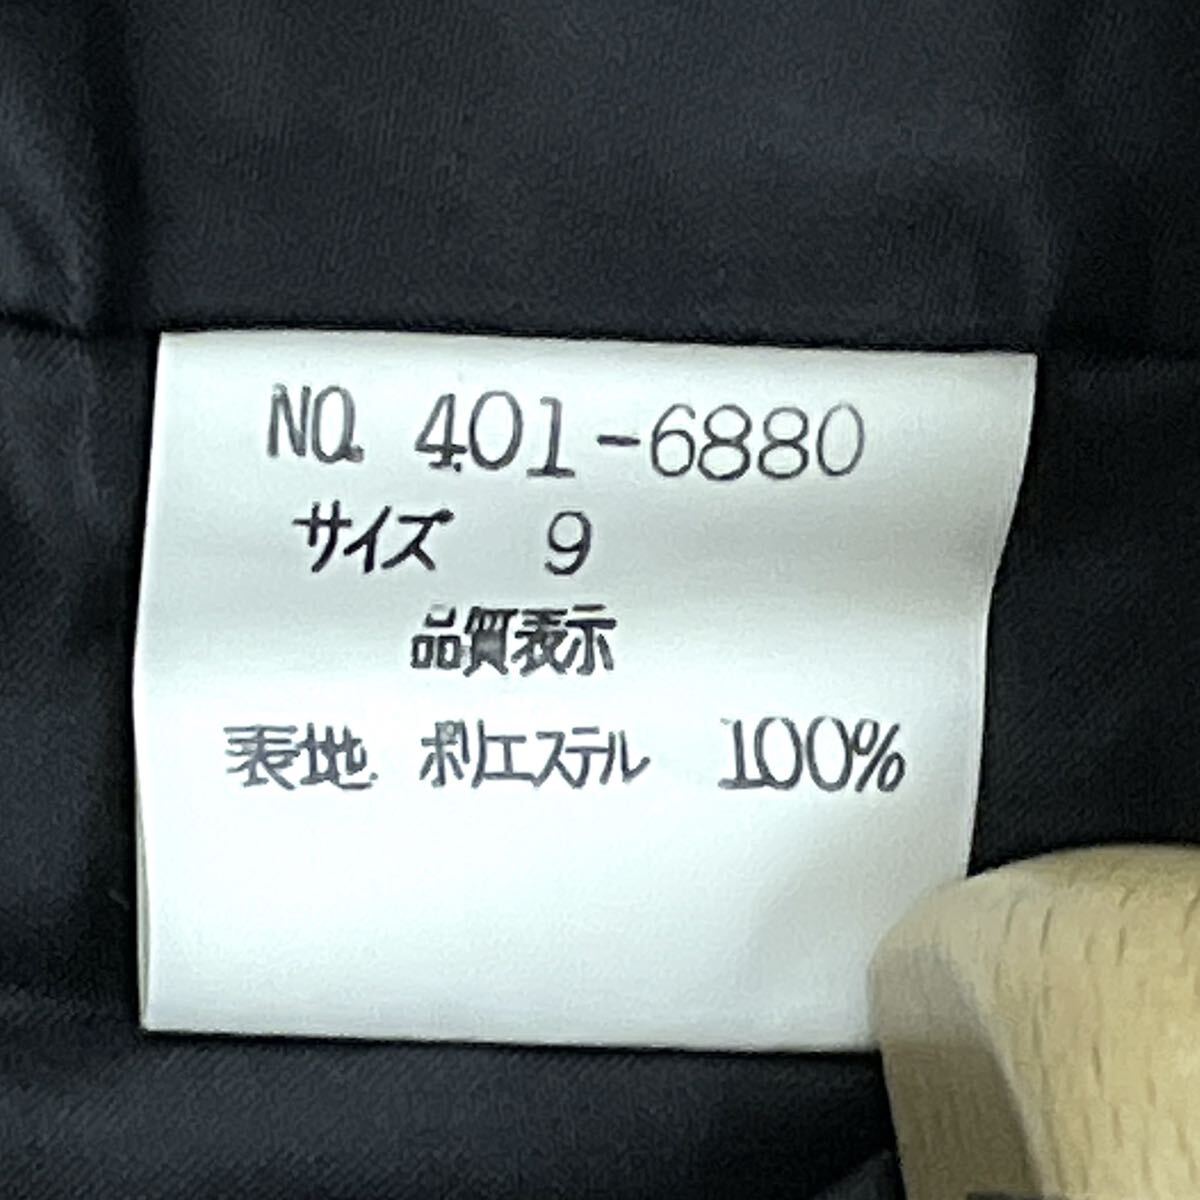 NO. 401-6880
サイズ 9
品質表示
表地 ポリエステル 100%